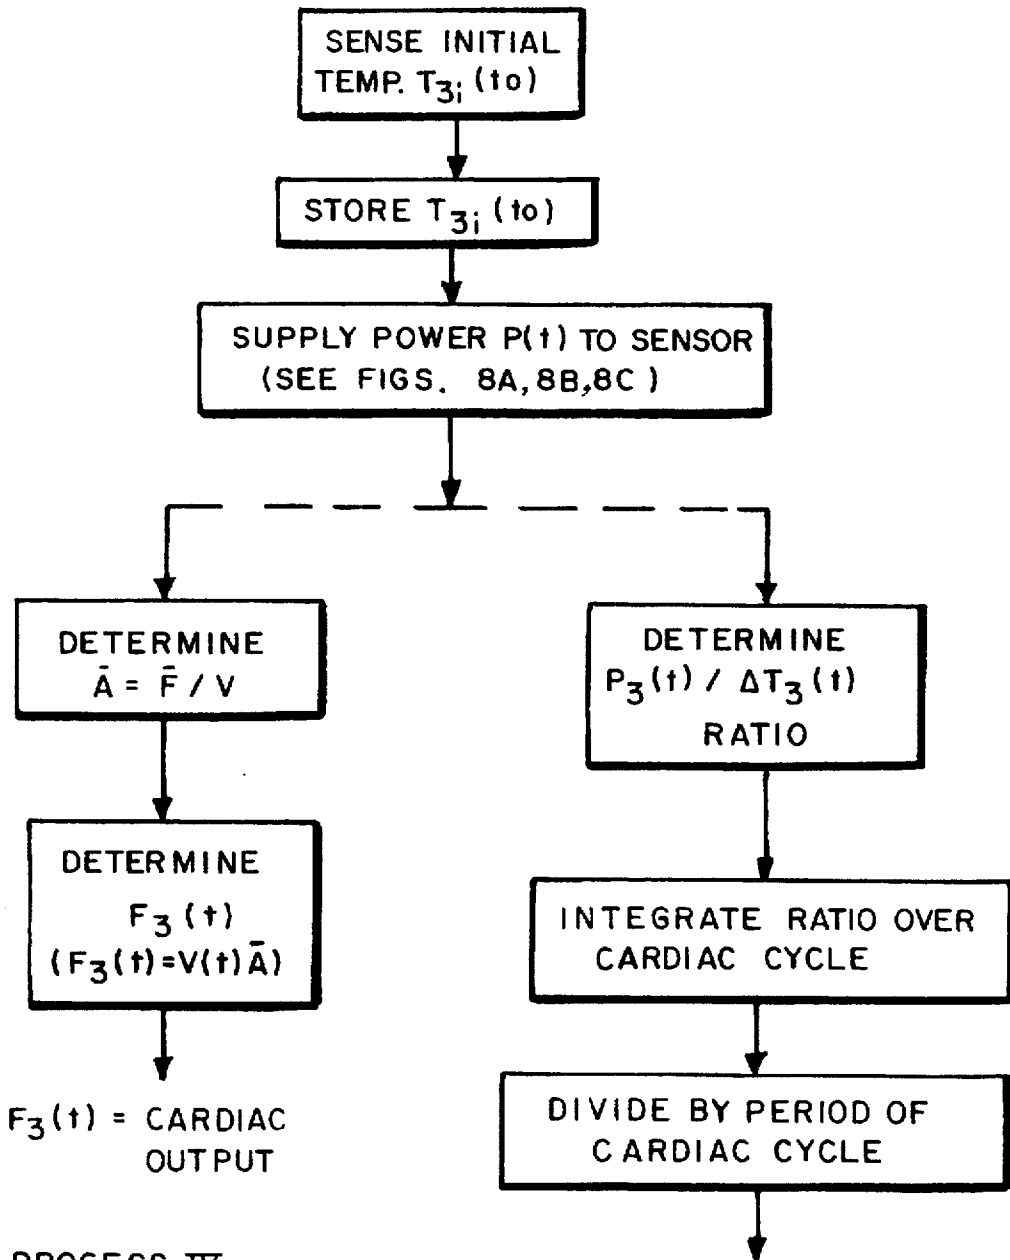 SENSE INITIAL
TEMP. T3i (to)
STORE T3i (to)
SUPPLY POWER P(t) TO SENSOR
(SEE FIGS. 8A, 8B, 8C )
DETERMINE
Ā = F̄ / V
DETERMINE
F3 (t)
(F3(t)=V(t)Ā)
F3(t) = CARDIAC
OUTPUT
DETERMINE
P3(t) / ΔT3(t)
RATIO
INTEGRATE RATIO OVER
CARDIAC CYCLE
DIVIDE BY PERIOD OF
CARDIAC CYCLE
PROCESS IV